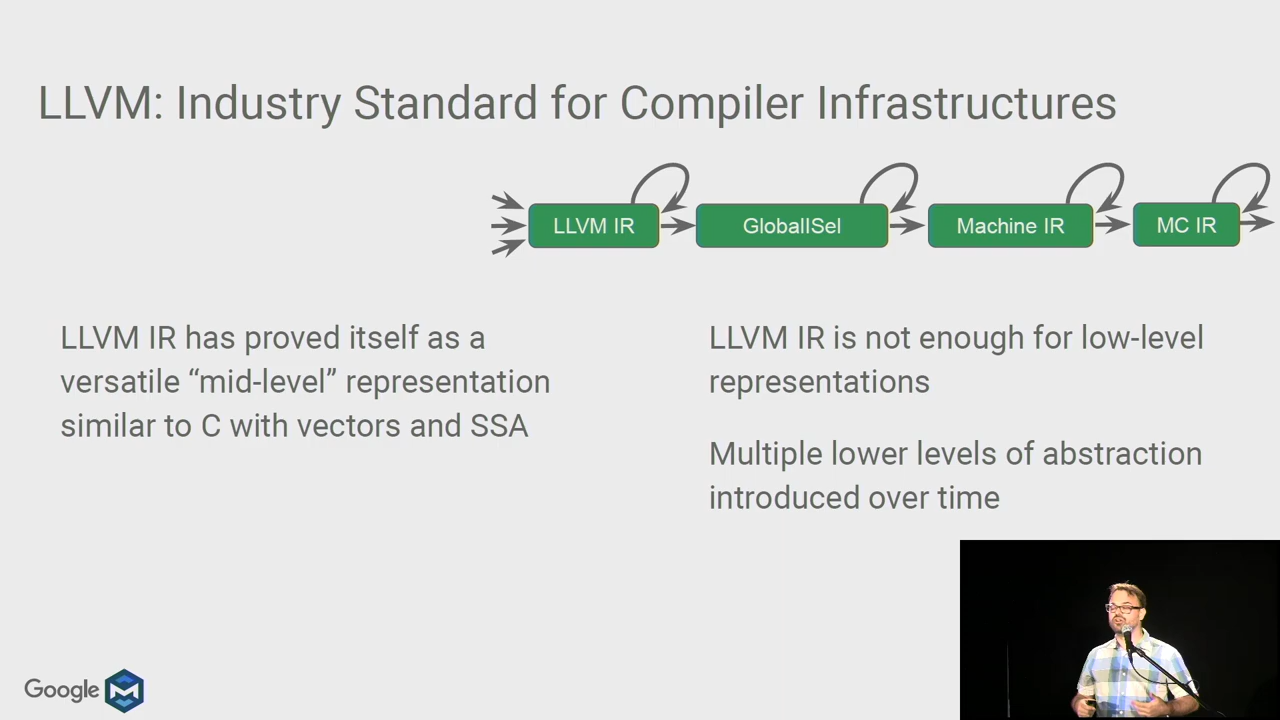 LLVM: Industry Standard for Compiler Infrastructures
LLVM IR
GlobalISel
Machine IR
MC IR
LLVM IR has proved itself as a
versatile “mid-level” representation
similar to C with vectors and SSA
LLVM IR is not enough for low-level
representations
Multiple lower levels of abstraction
introduced over time
Google